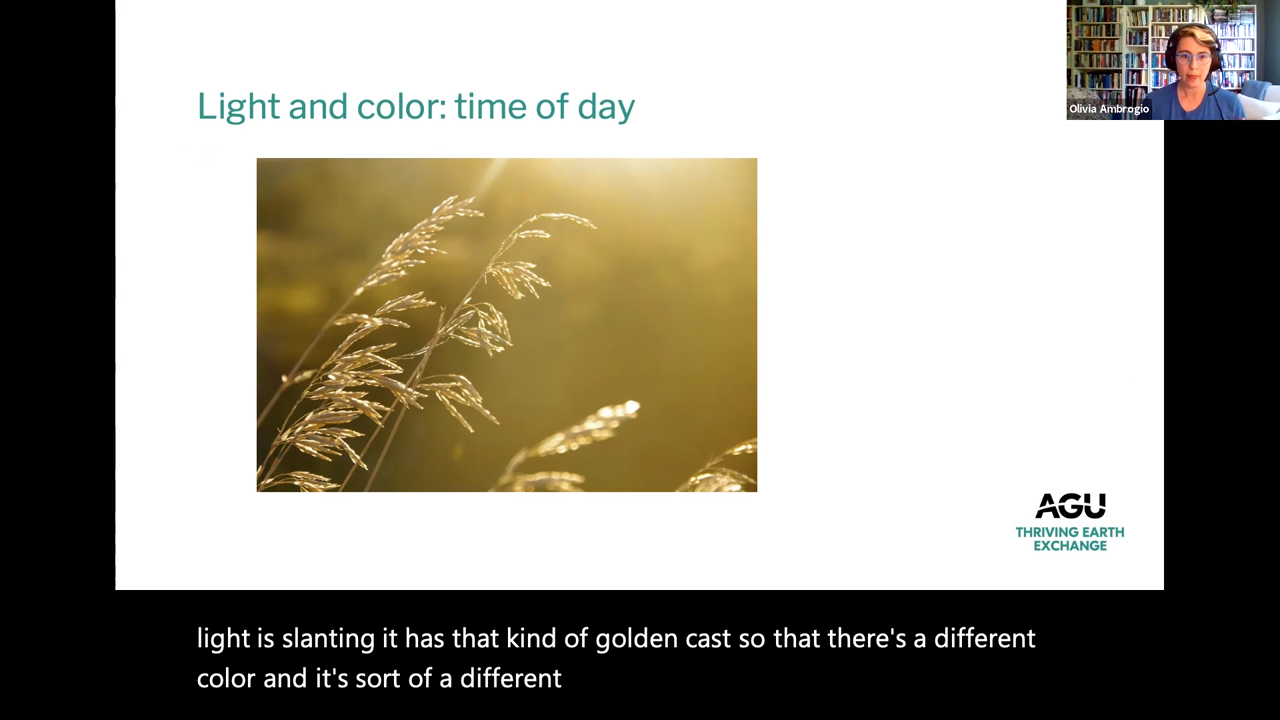 Olivia Ambrogio
Light and color: time of day
AGU
THRIVING EARTH
EXCHANGE
light is slanting it has that kind of golden cast so that there's a different
color and it's sort of a different